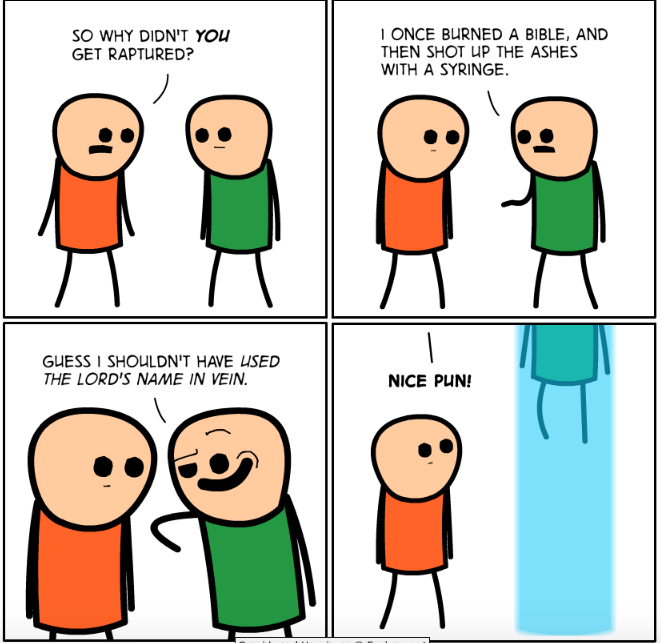 SO WHY DIDN'T YOU
GET RAPTURED?
I ONCE BURNED A BIBLE, AND
THEN SHOT UP THE ASHES
WITH A SYRINGE.
GUESS I SHOULDN'T HAVE USED
THE LORD'S NAME IN VEIN.
NICE PUN!